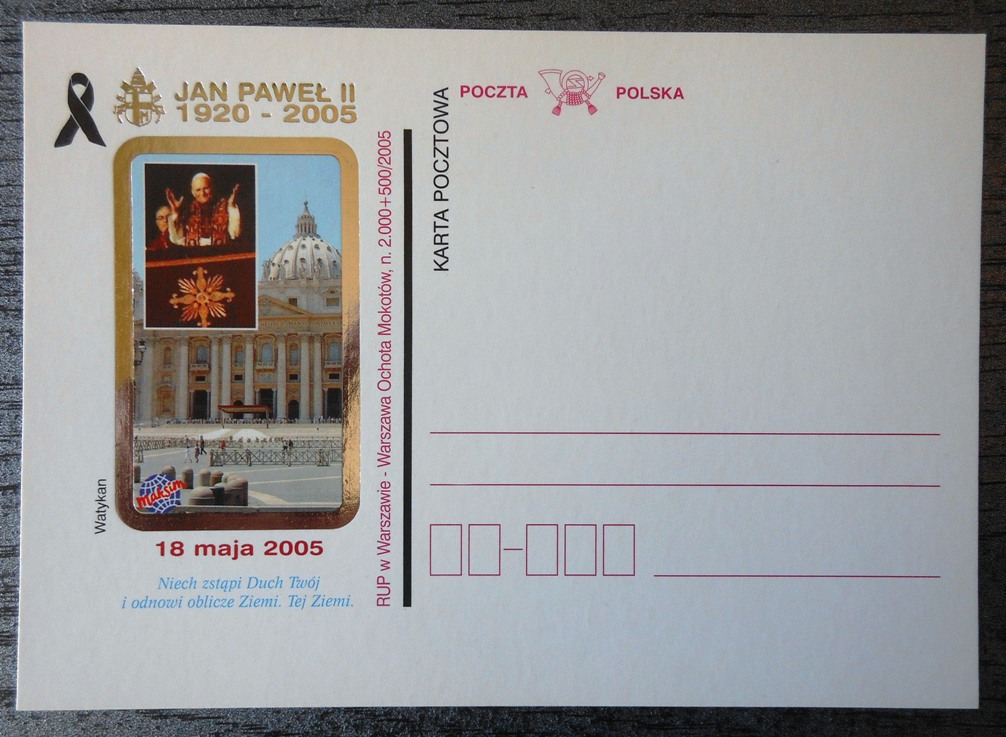 JAN PAWEŁ II
1920 - 2005
maksim
Watykan
18 maja 2005
Niech zstąpi Duch Twój
i odnowi oblicze Ziemi. Tej Ziemi.
RUP w Warszawie - Warszawa Ochota Mokotów, n. 2.000+500/2005
KARTA POCZTOWA
POCZTA POLSKA